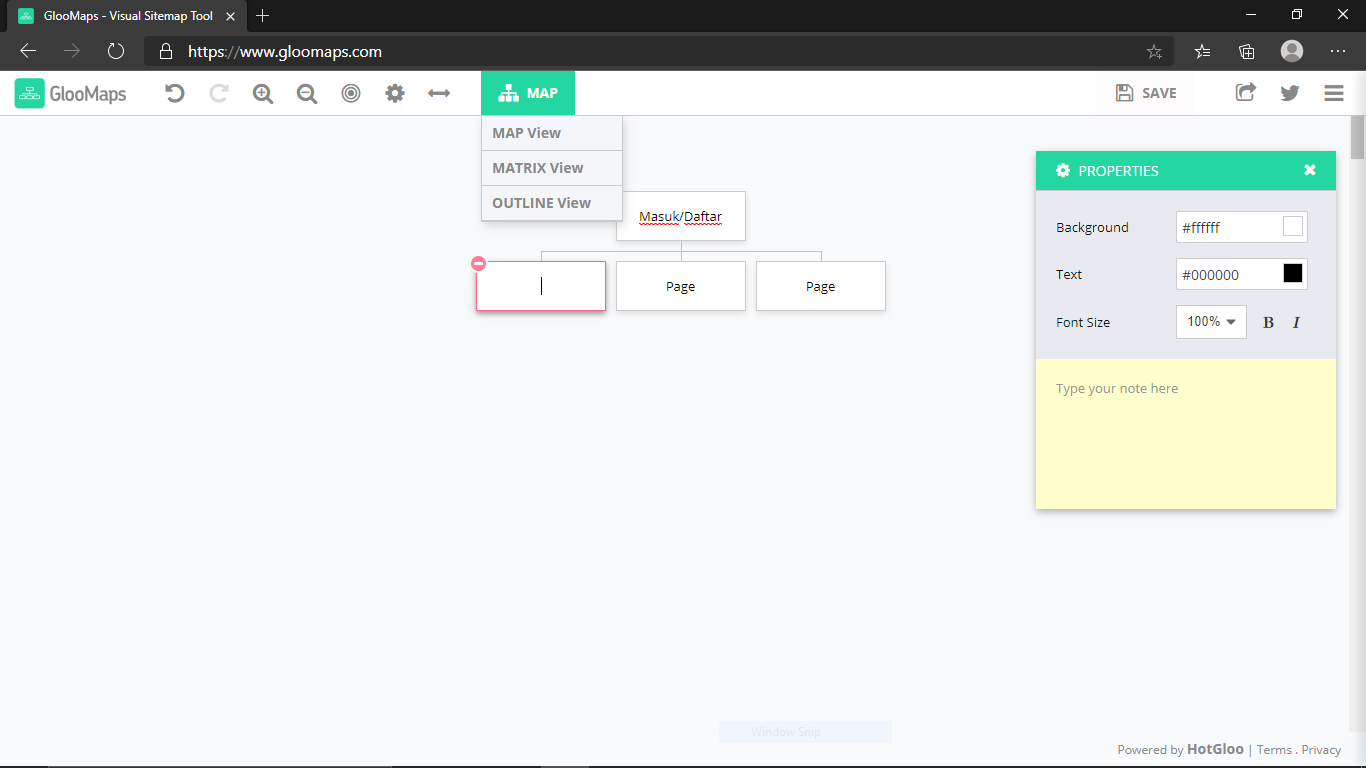 GlooMaps - Visual Sitemap Tool
https://www.gloomaps.com
GlooMaps
MAP
SAVE
MAP View
MATRIX View
OUTLINE View
Masuk/Daftar
Page
Page
PROPERTIES
Background
#ffffff
Text
#000000
Font Size
100%
B
I
Type your note here
Window Snip
Powered by HotGloo | Terms . Privacy